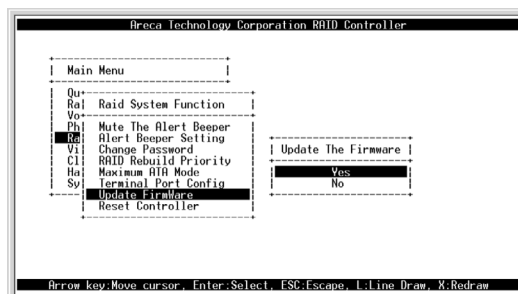 Areca Technology Corporation RAID Controller
Main Menu
Qu
Ra
Vo
Ph
Ra
Vi
Cl
Ha
Sy
Raid System Function
Mute The Alert Beeper
Alert Beeper Setting
Change Password
RAID Rebuild Priority
Maximum ATA Mode
Terminal Port Config
Update FirmWare
Reset Controller
Update The Firmware
Yes
No
Arrow key:Move cursor, Enter:Select, ESC:Escape, L:Line Draw, X:Redraw